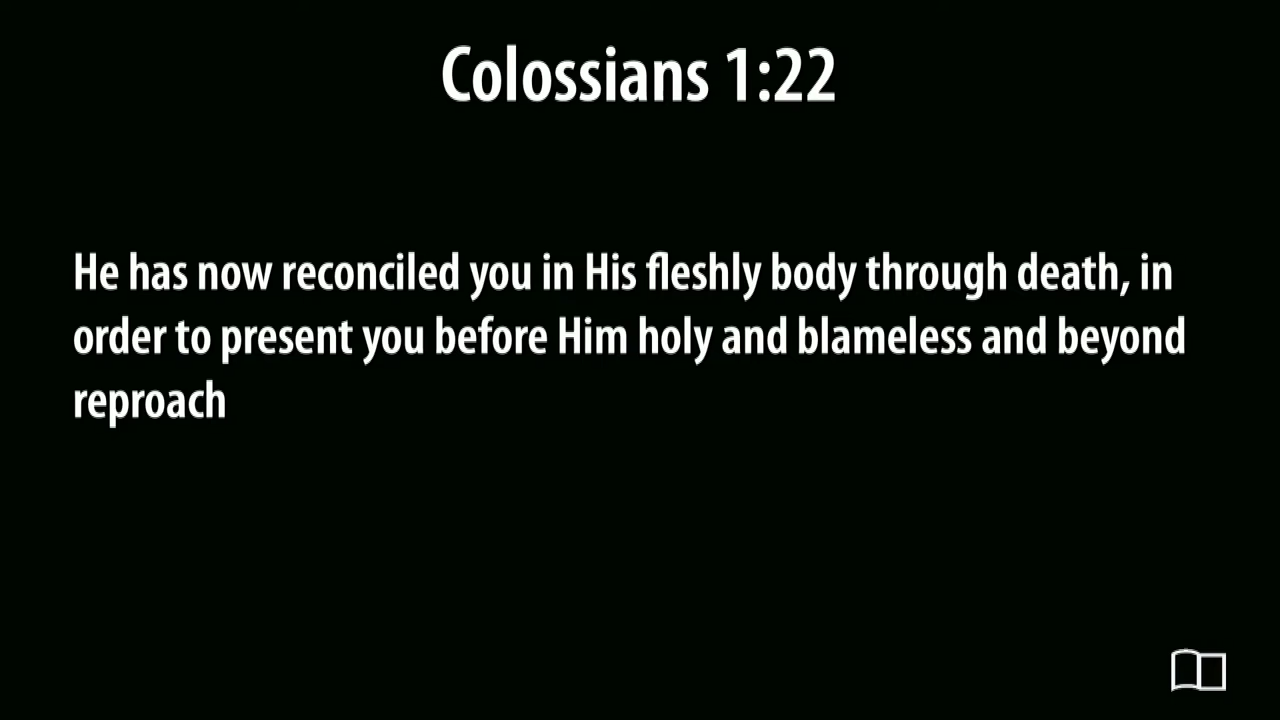 Colossians 1:22
He has now reconciled you in His fleshly body through death, in
order to present you before Him holy and blameless and beyond
reproach